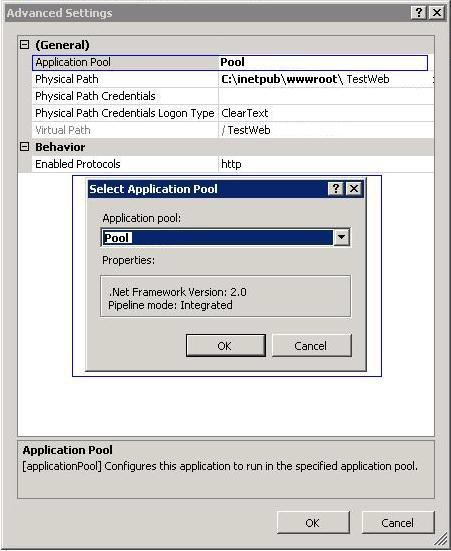 Advanced Settings
(General)
Application Pool Pool
Physical Path C:\inetpub\wwwroot\ TestWeb
Physical Path Credentials
Physical Path Credentials Logon Type ClearText
Virtual Path / TestWeb
Behavior
Enabled Protocols http
Select Application Pool
Application pool:
Pool
Properties:
.Net Framework Version: 2.0
Pipeline mode: Integrated
OK Cancel
Application Pool
[applicationPool] Configures this application to run in the specified application pool.
OK Cancel